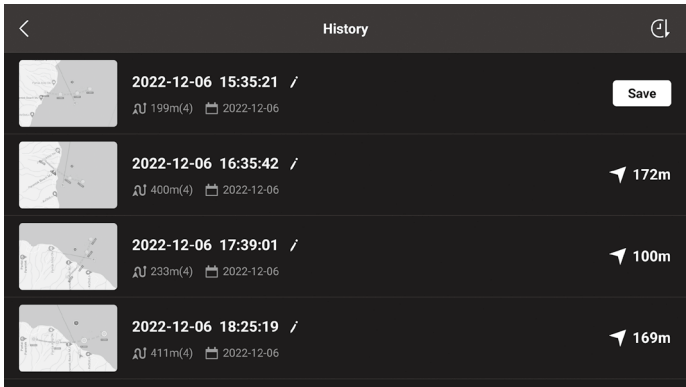 History
2022-12-06 15:35:21
199m(4) 2022-12-06
Save
2022-12-06 16:35:42
400m(4) 2022-12-06
172m
2022-12-06 17:39:01
233m(4) 2022-12-06
100m
2022-12-06 18:25:19
411m(4) 2022-12-06
169m